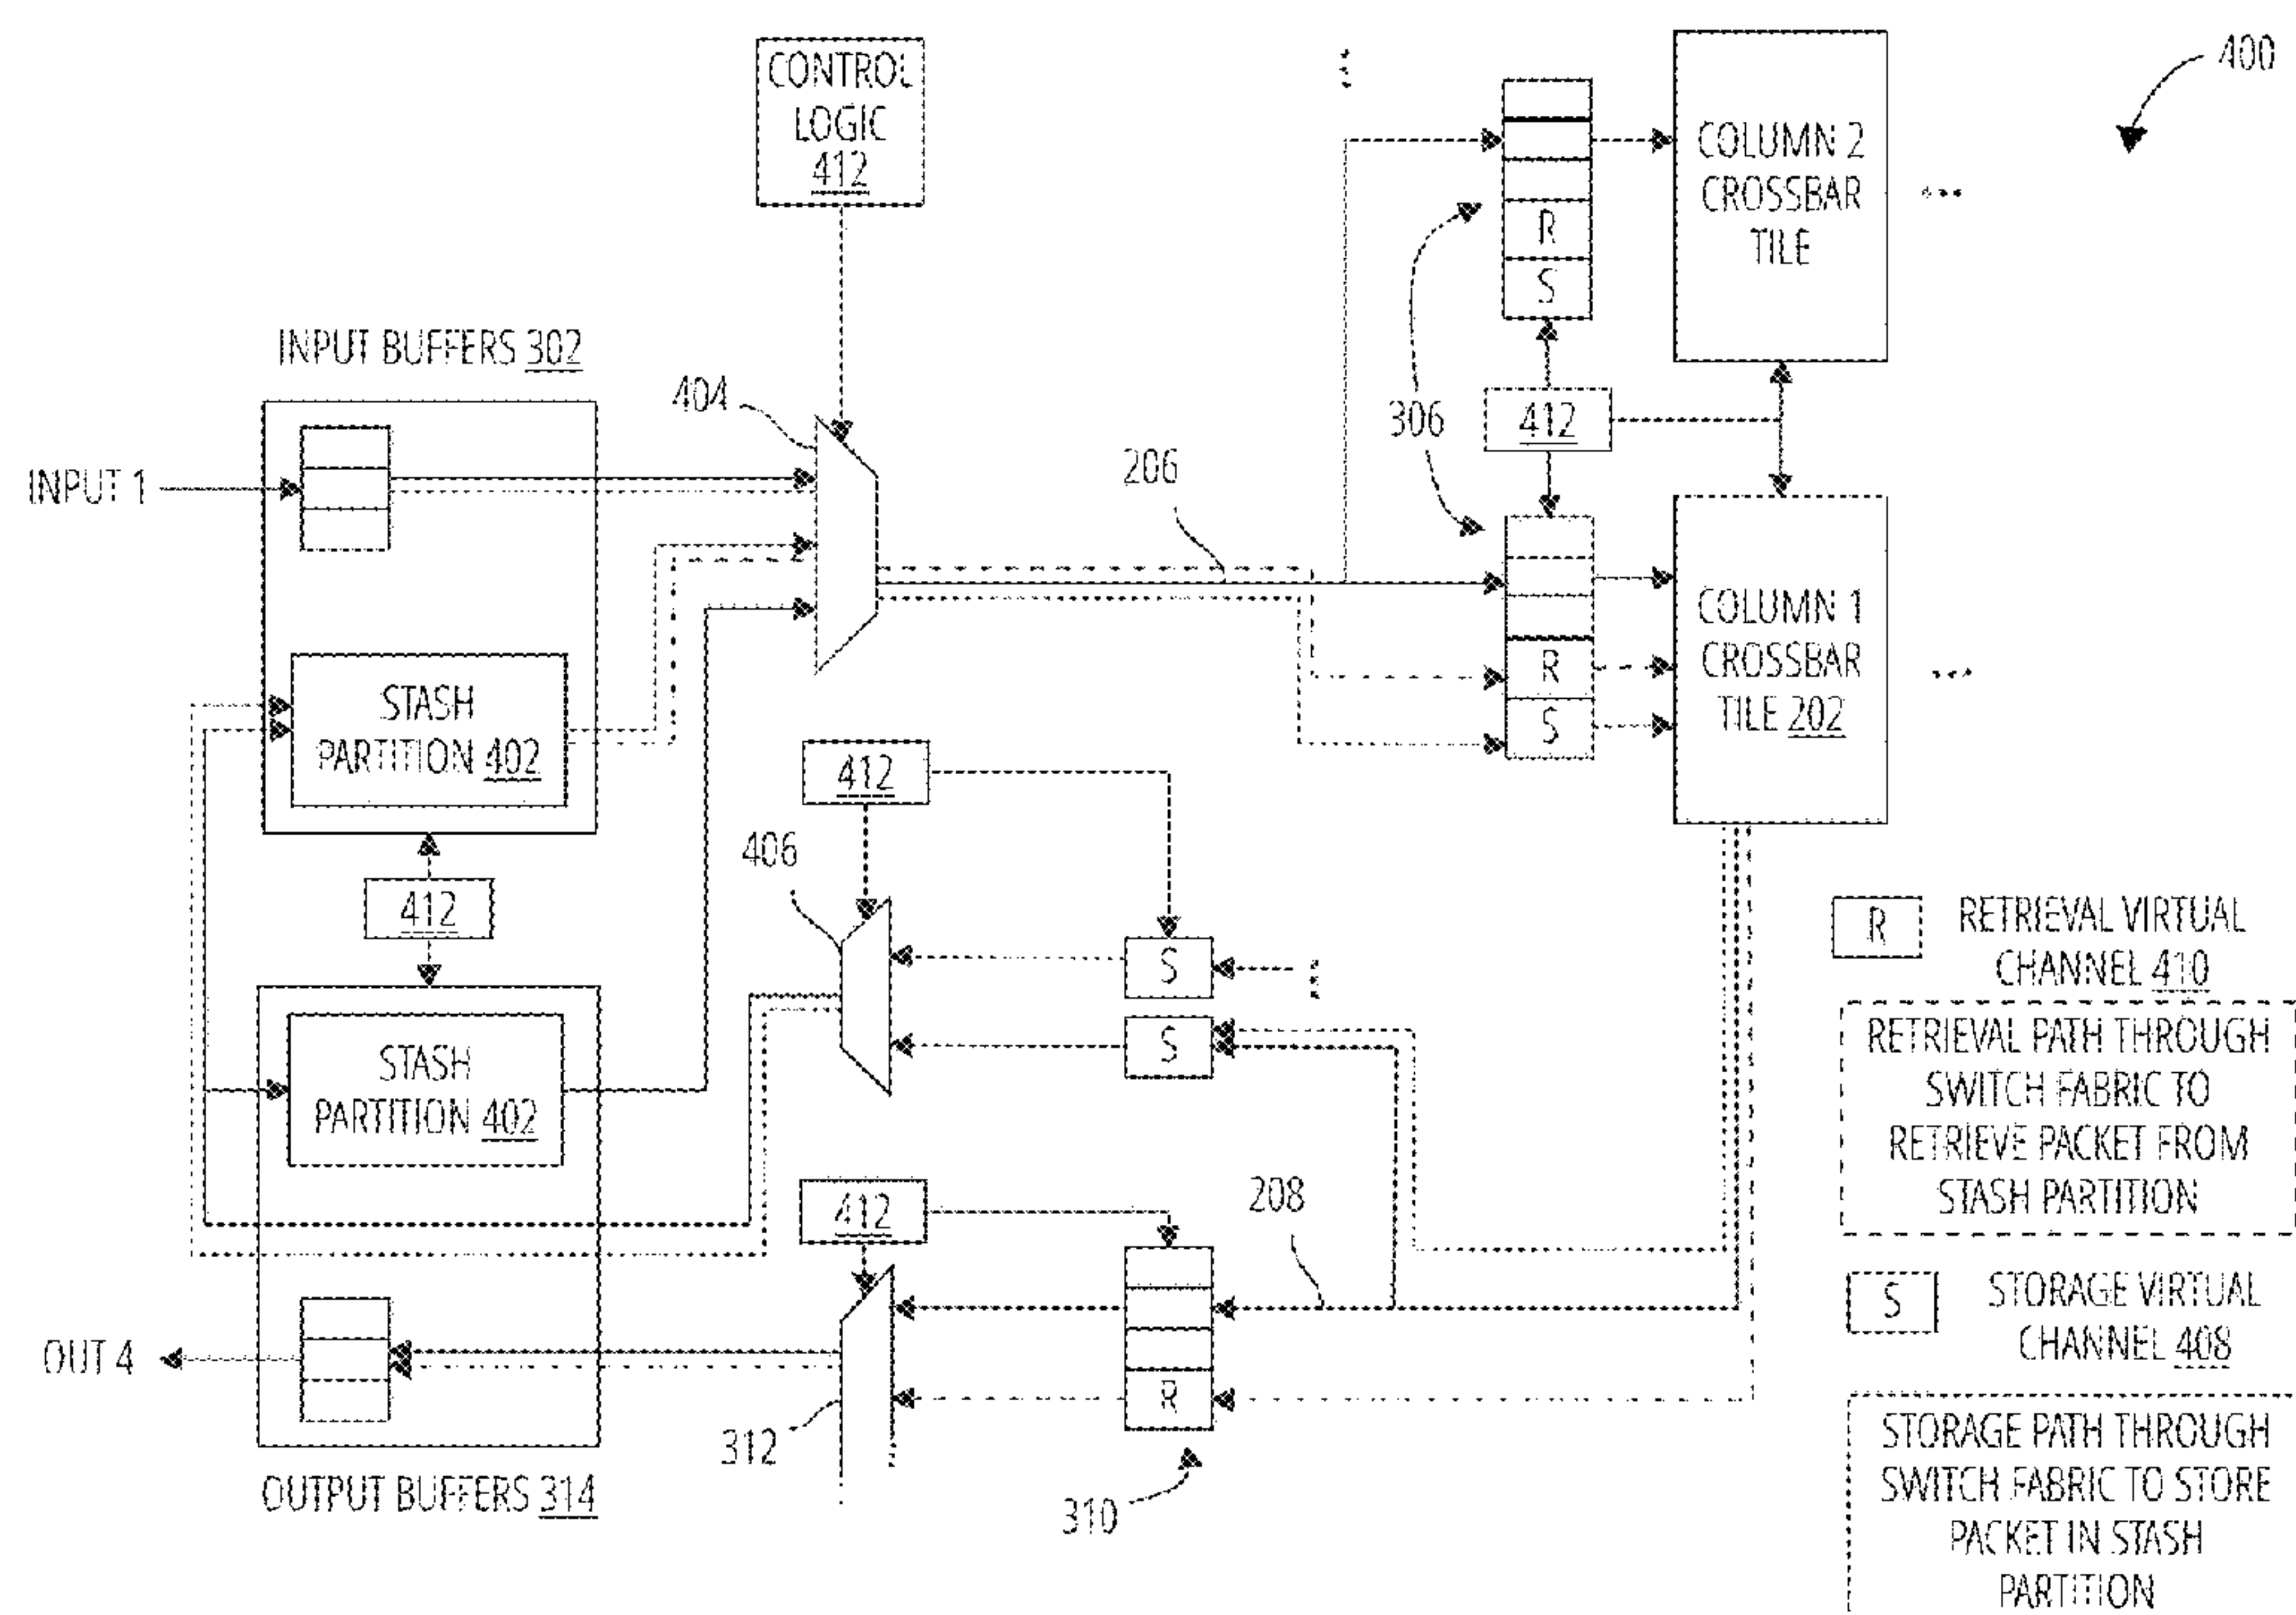 CONTROL
LOGIC
412
400
COLUMN 2
CROSSBAR
TILE
R
S
INPUT BUFFERS 302
404
306
412
INPUT 1
206
COLUMN 1
CROSSBAR
TILE 202
R
S
STASH
PARTITION 402
412
406
412
S
S
STASH
PARTITION 402
R
RETRIEVAL VIRTUAL
CHANNEL 410
RETRIEVAL PATH THROUGH
SWITCH FABRIC TO
RETRIEVE PACKET FROM
STASH PARTITION
412
208
S
STORAGE VIRTUAL
CHANNEL 408
OUT 4
R
312
310
OUTPUT BUFFERS 314
STORAGE PATH THROUGH
SWITCH FABRIC TO STORE
PACKET IN STASH
PARTITION